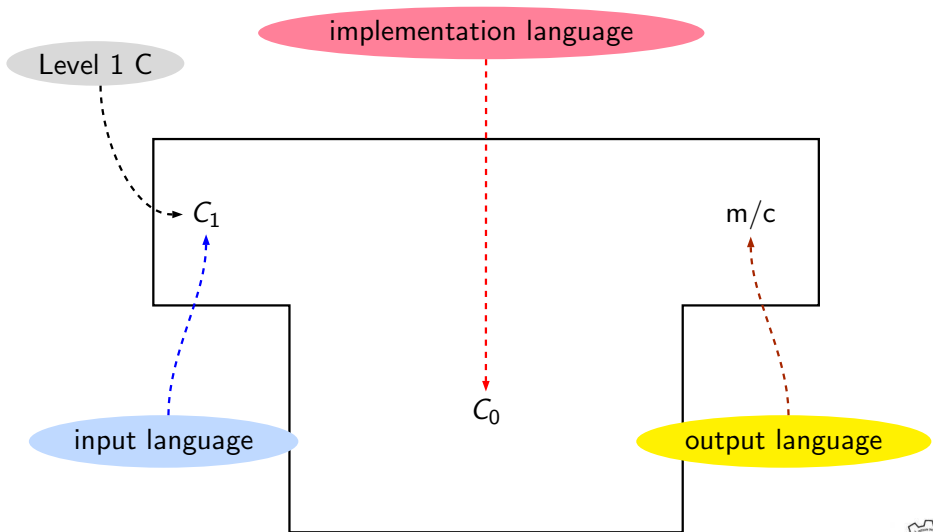 implementation language
Level 1 C
C₁
m/c
C₀
input language
output language